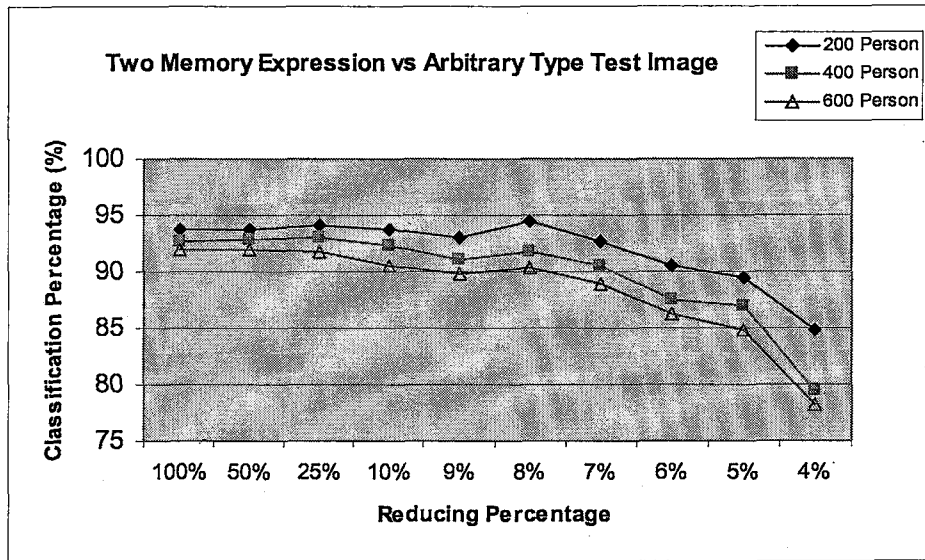 Two Memory Expression vs Arbitrary Type Test Image
200 Person
400 Person
600 Person
Classification Percentage (%)
100
95
90
85
80
75
100% 50% 25% 10% 9% 8% 7% 6% 5% 4%
Reducing Percentage